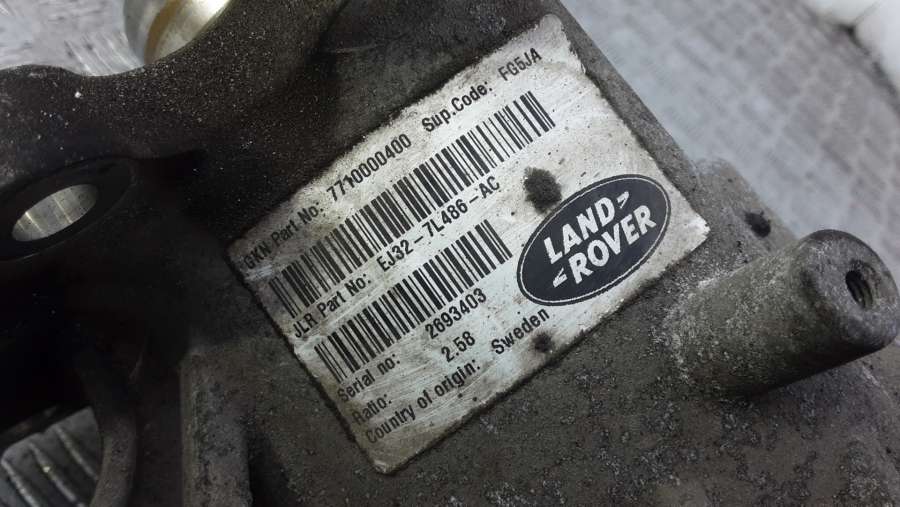 GKN Part.No: 7710000400 Sup.Code: FG5JA
JLR Part No: EJ32-7L486-AC
Serial no: 2693403
Ratio: 2.58
Country of origin: Sweden
LAND
ROVER